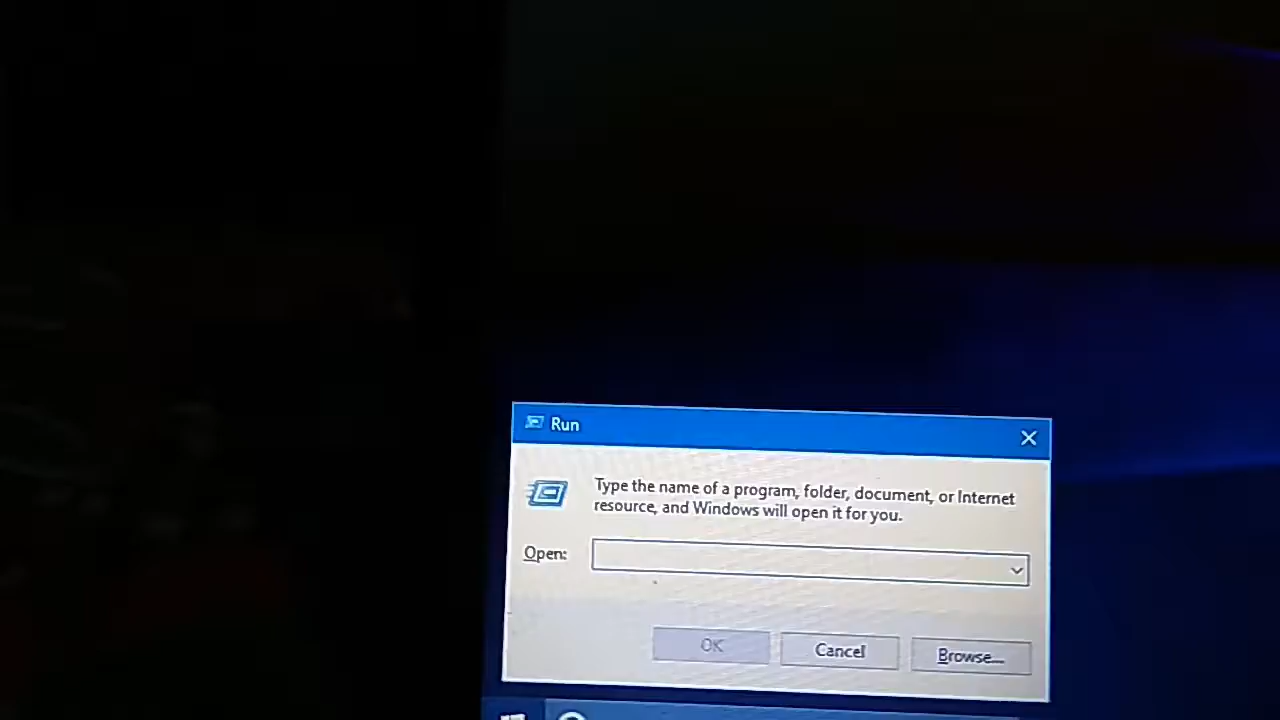 Run
Type the name of a program, folder, document, or Internet
resource, and Windows will open it for you.
Open:
OK
Cancel
Browse...